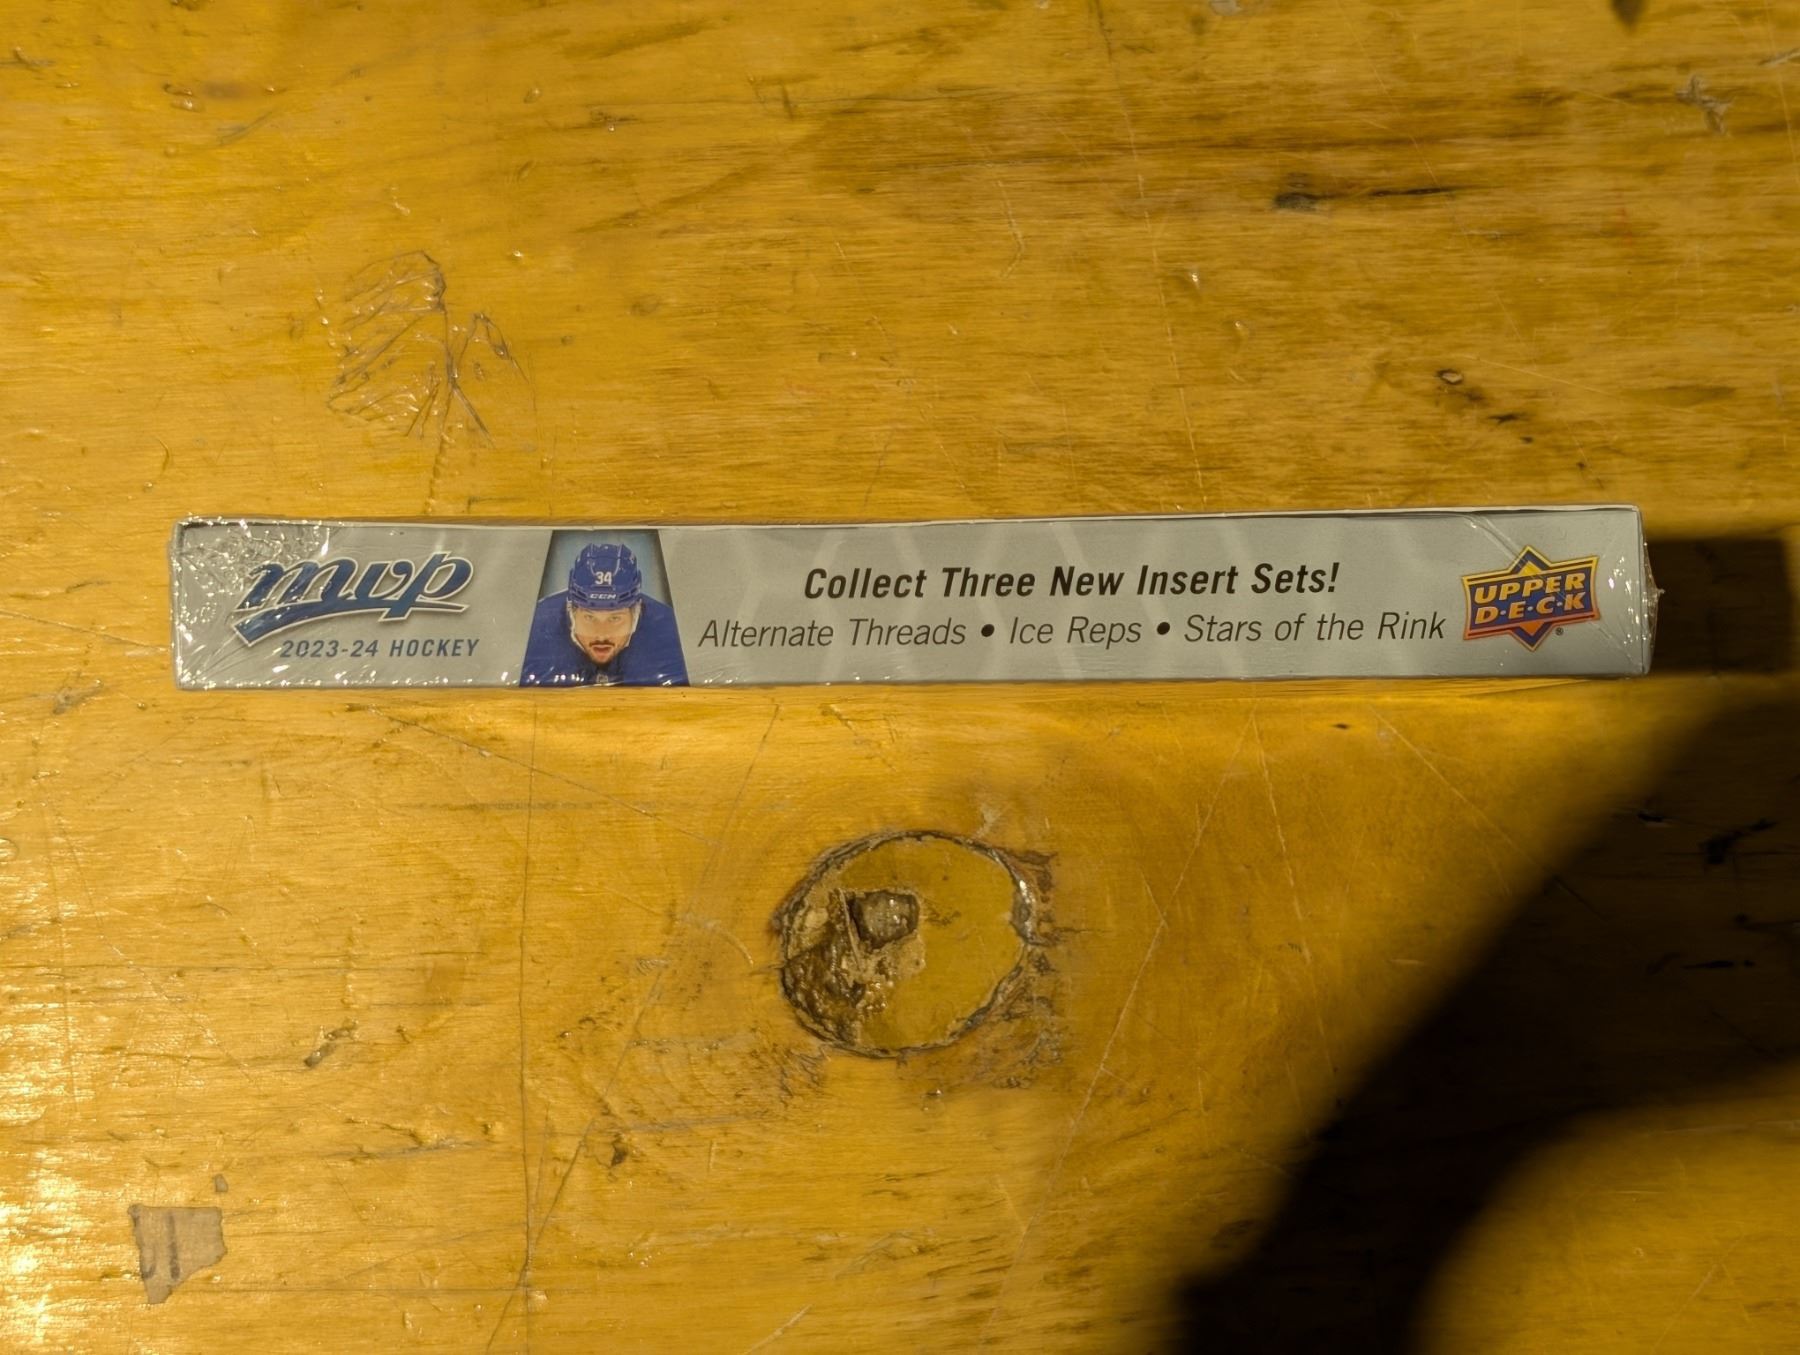 mvp
2023-24 HOCKEY
34
CCM
Collect Three New Insert Sets!
Alternate Threads • Ice Reps • Stars of the Rink
UPPER
D·E·C·K
®